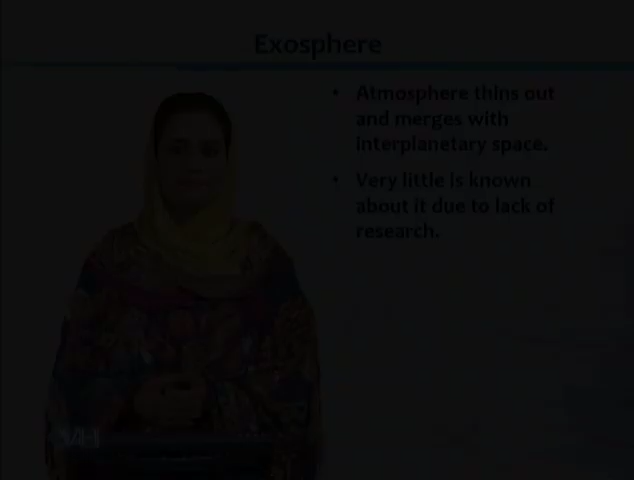 Exosphere
• Atmosphere thins out
and merges with
interplanetary space.
• Very little is known
about it due to lack of
research.